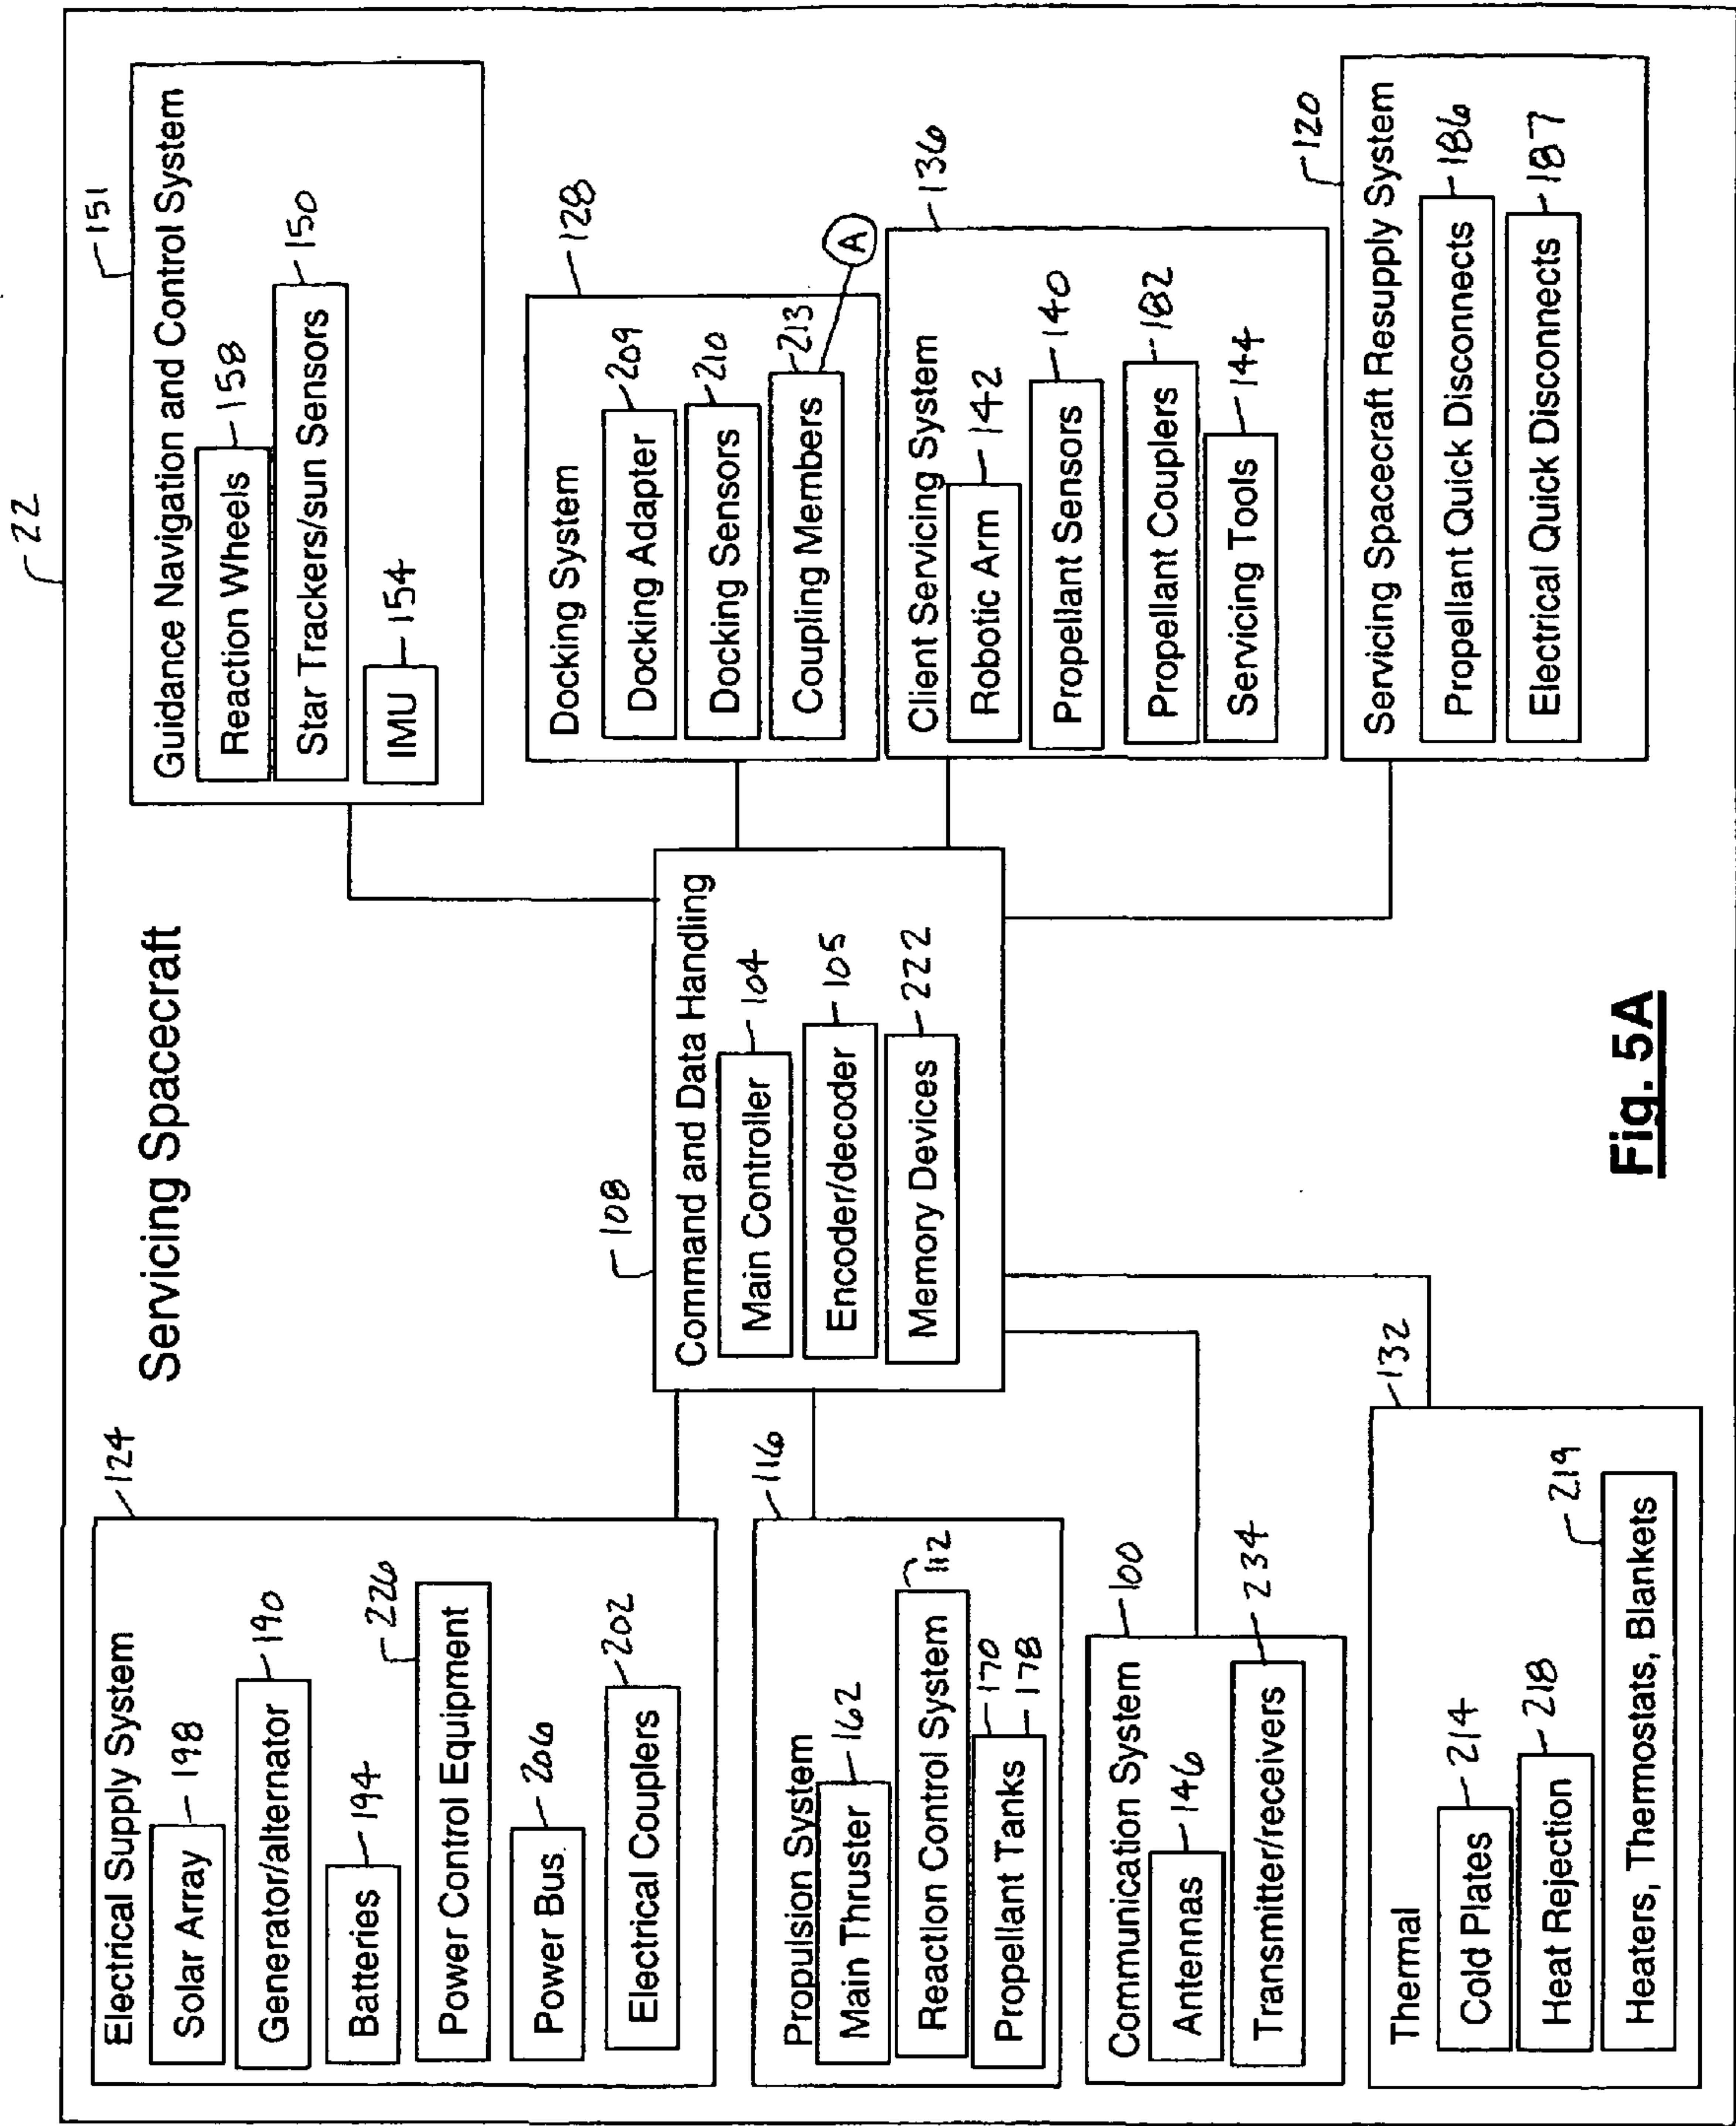 22
Servicing Spacecraft
124
Electrical Supply System
Solar Array 198
Generator/alternator 190
Batteries 194
226
Power Control Equipment
Power Bus 206
Electrical Couplers 202
116
Propulsion System
Main Thruster 162
Reaction Control System 112
Propellant Tanks 170
178
100
Communication System
Antennas 146
Transmitter/receivers 234
132
Thermal
Cold Plates 214
Heat Rejection 218
219
Heaters, Thermostats, Blankets
108
Command and Data Handling
Main Controller 104
Encoder/decoder 105
Memory Devices 222
151
Guidance Navigation and Control System
Reaction Wheels 158
Star Trackers/sun Sensors 150
IMU 154
128
Docking System
Docking Adapter 209
Docking Sensors 210
Coupling Members 213
A
136
Client Servicing System
Robotic Arm 142
Propellant Sensors 140
Propellant Couplers 182
Servicing Tools 144
120
Servicing Spacecraft Resupply System
Propellant Quick Disconnects 186
Electrical Quick Disconnects 187
Fig. 5A